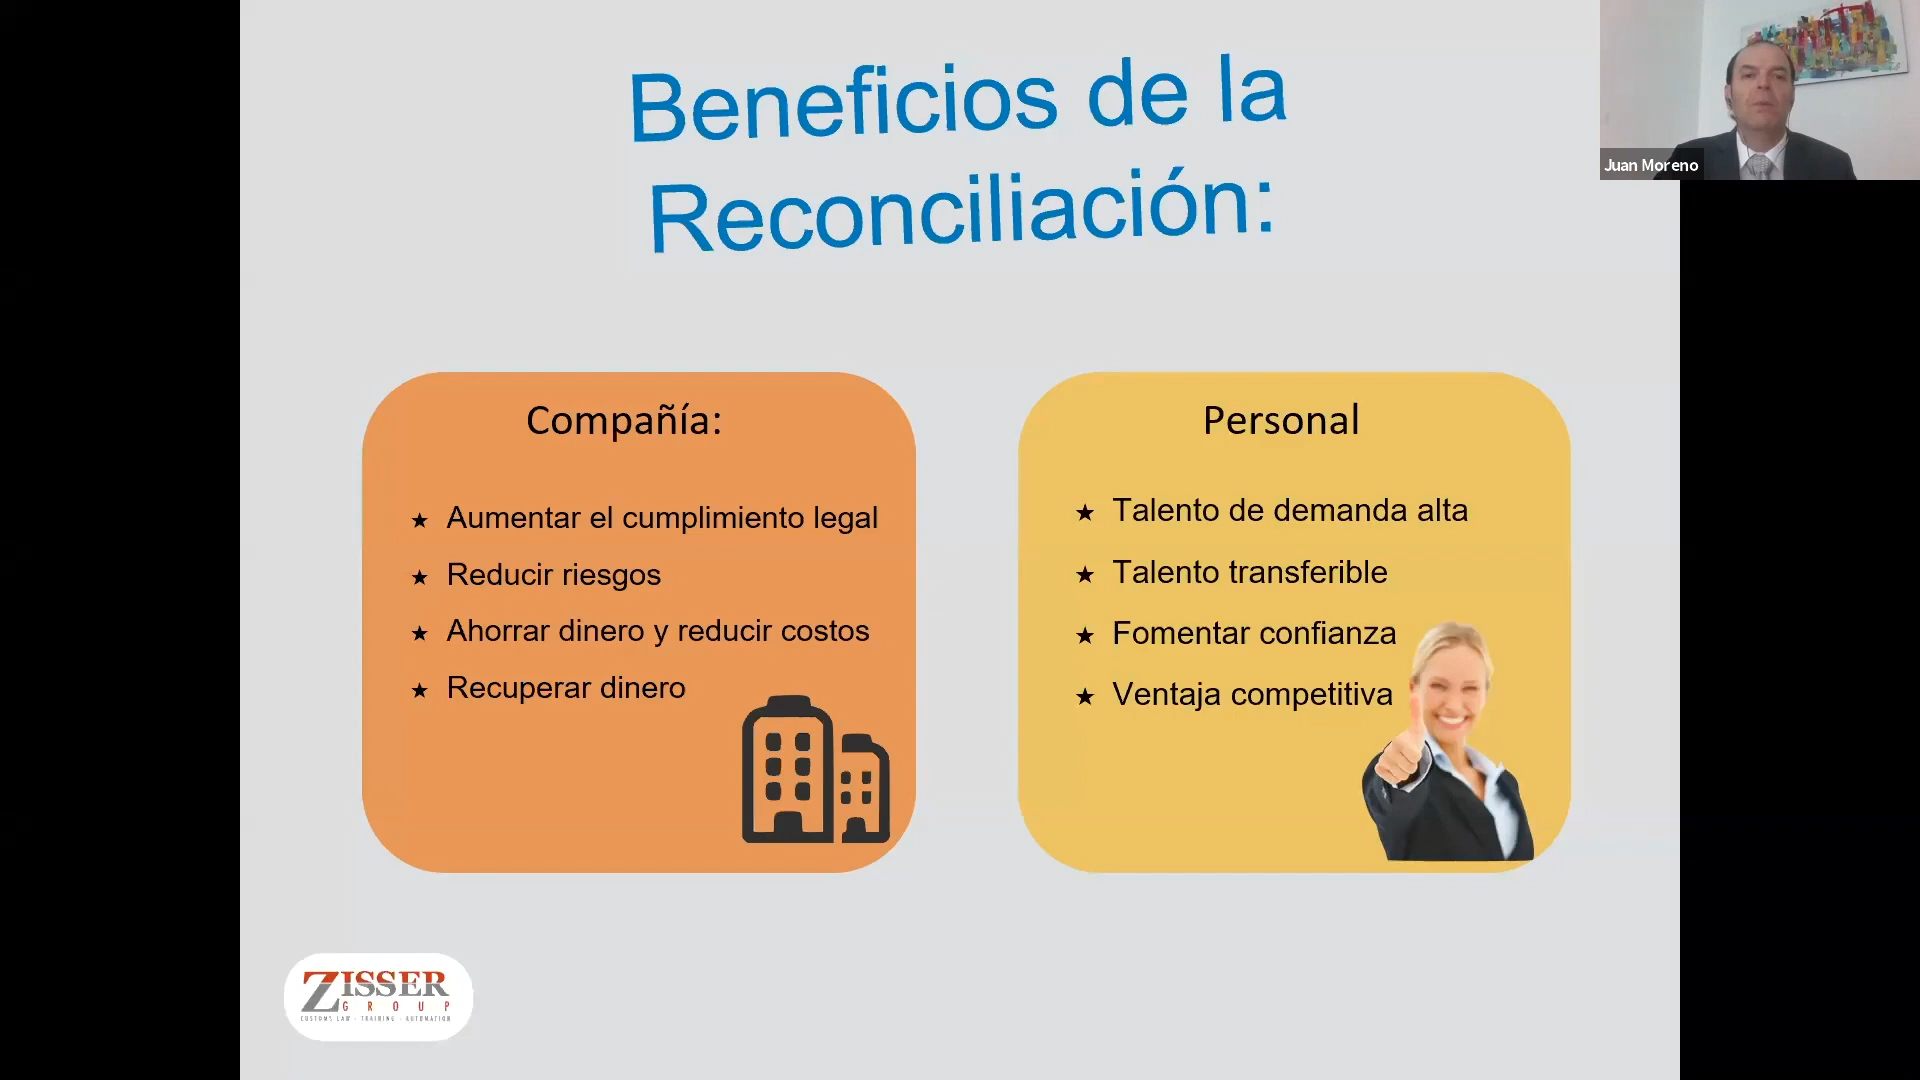 Beneficios de la
Reconciliación:
Juan Moreno
Compañía:
★ Aumentar el cumplimiento legal
★ Reducir riesgos
★ Ahorrar dinero y reducir costos
★ Recuperar dinero
Personal
★ Talento de demanda alta
★ Talento transferible
★ Fomentar confianza
★ Ventaja competitiva
ZISSER
GROUP
CUSTOMS LAW · TRAINING · AUTOMATION